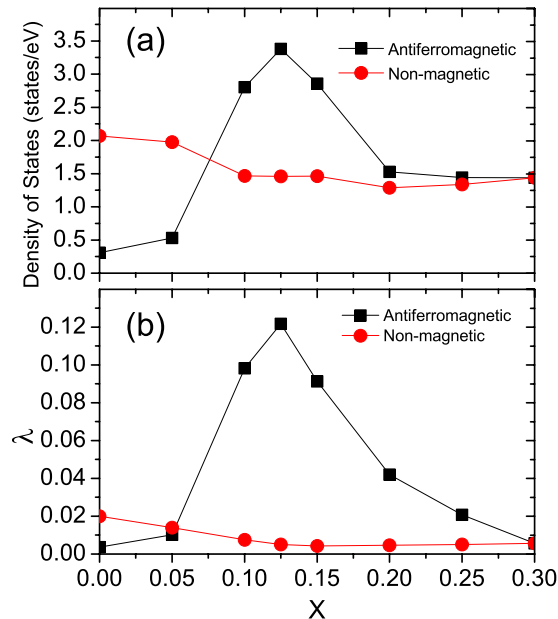 (a)
Antiferromagnetic
Non-magnetic
Density of States (states/eV)
3.5
3.0
2.5
2.0
1.5
1.0
0.5
0.0
(b)
Antiferromagnetic
Non-magnetic
λ
0.12
0.10
0.08
0.06
0.04
0.02
0.00
0.00 0.05 0.10 0.15 0.20 0.25 0.30
X